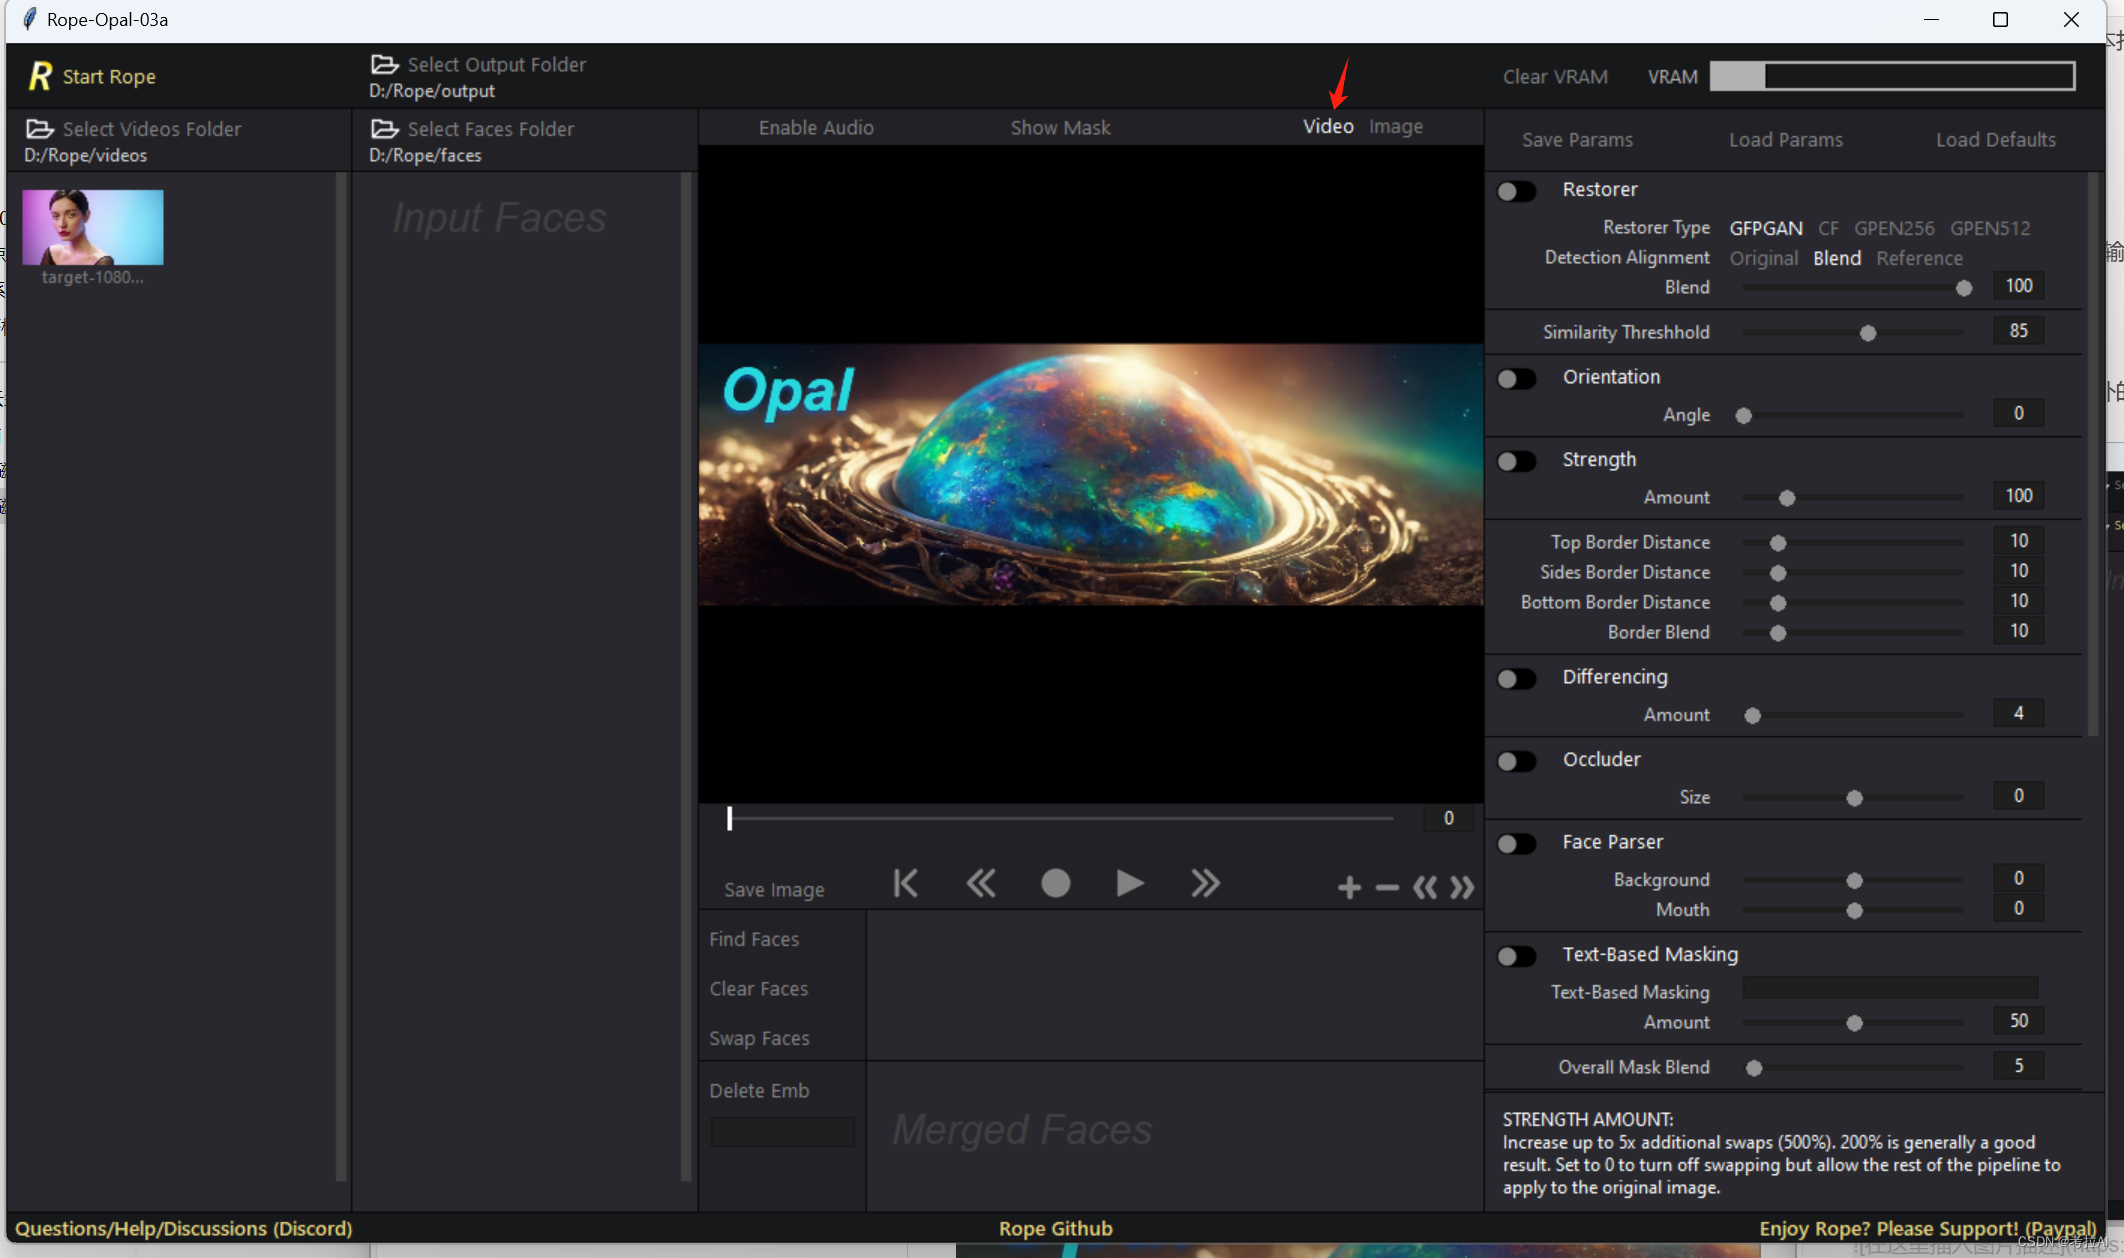 Rope-Opal-03a
R Start Rope
Select Output Folder
D:/Rope/output
Clear VRAM
VRAM
Select Videos Folder
D:/Rope/videos
Select Faces Folder
D:/Rope/faces
Enable Audio
Show Mask
Video Image
Save Params
Load Params
Load Defaults
target-1080...
Input Faces
Opal
0
Save Image
Find Faces
Clear Faces
Swap Faces
Delete Emb
Merged Faces
Restorer
Restorer Type GFPGAN CF GPEN256 GPEN512
Detection Alignment Original Blend Reference
Blend 100
Similarity Threshhold 85
Orientation
Angle 0
Strength
Amount 100
Top Border Distance 10
Sides Border Distance 10
Bottom Border Distance 10
Border Blend 10
Differencing
Amount 4
Occluder
Size 0
Face Parser
Background 0
Mouth 0
Text-Based Masking
Text-Based Masking
Amount 50
Overall Mask Blend 5
STRENGTH AMOUNT:
Increase up to 5x additional swaps (500%). 200% is generally a good
result. Set to 0 to turn off swapping but allow the rest of the pipeline to
apply to the original image.
Questions/Help/Discussions (Discord)
Rope Github
Enjoy Rope? Please Support! (Paypal)
CSDN @考拉AI